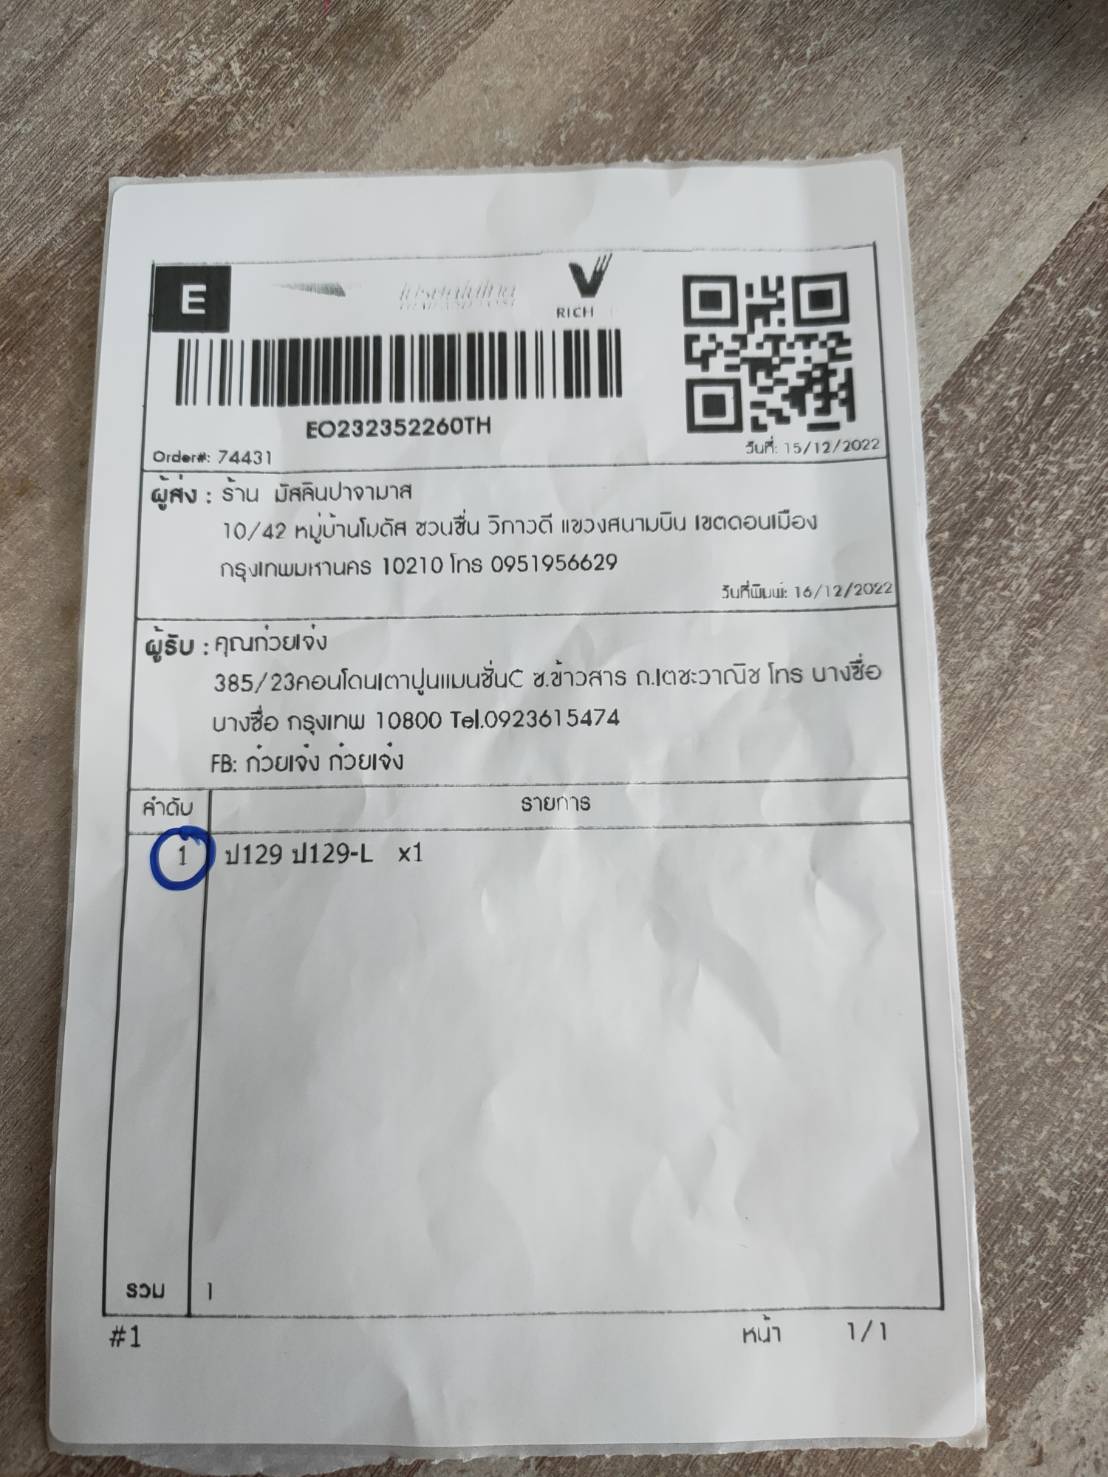 E
ไปรษณีย์ไทย
RICH
EO232352260TH
Order#: 74431
วันที่: 15/12/2022
ผู้ส่ง : ร้าน มัสลินปาจามาส
10/42 หมู่บ้านโมดัส ชวนชื่น วิภาวดี แขวงสนามบิน เขตดอนเมือง
กรุงเทพมหานคร 10210 โทร 0951956629
วันที่พิมพ์: 16/12/2022
ผู้รับ : คุณก๋วยเจ๋ง
385/23คอนโดนเตาปูนแมนชั่นC ซ.ข้าวสาร ถ.เตชะวาณิช โทร บางซื่อ
บางซื่อ กรุงเทพ 10800 Tel.0923615474
FB: ก๋วยเจ๋ง ก๋วยเจ๋ง
ลำดับ รายการ
1 ป129 ป129-L x1
รวม 1
#1 หน้า 1/1